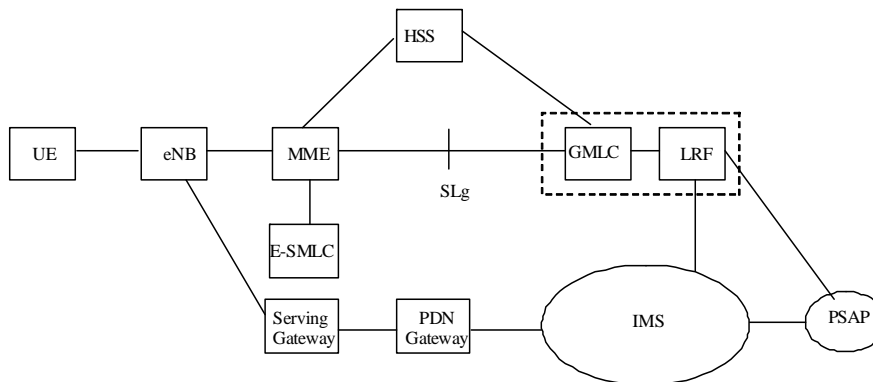 HSS
UE
eNB
MME
GMLC
LRF
SLg
E-SMLC
Serving
Gateway
PDN
Gateway
IMS
PSAP